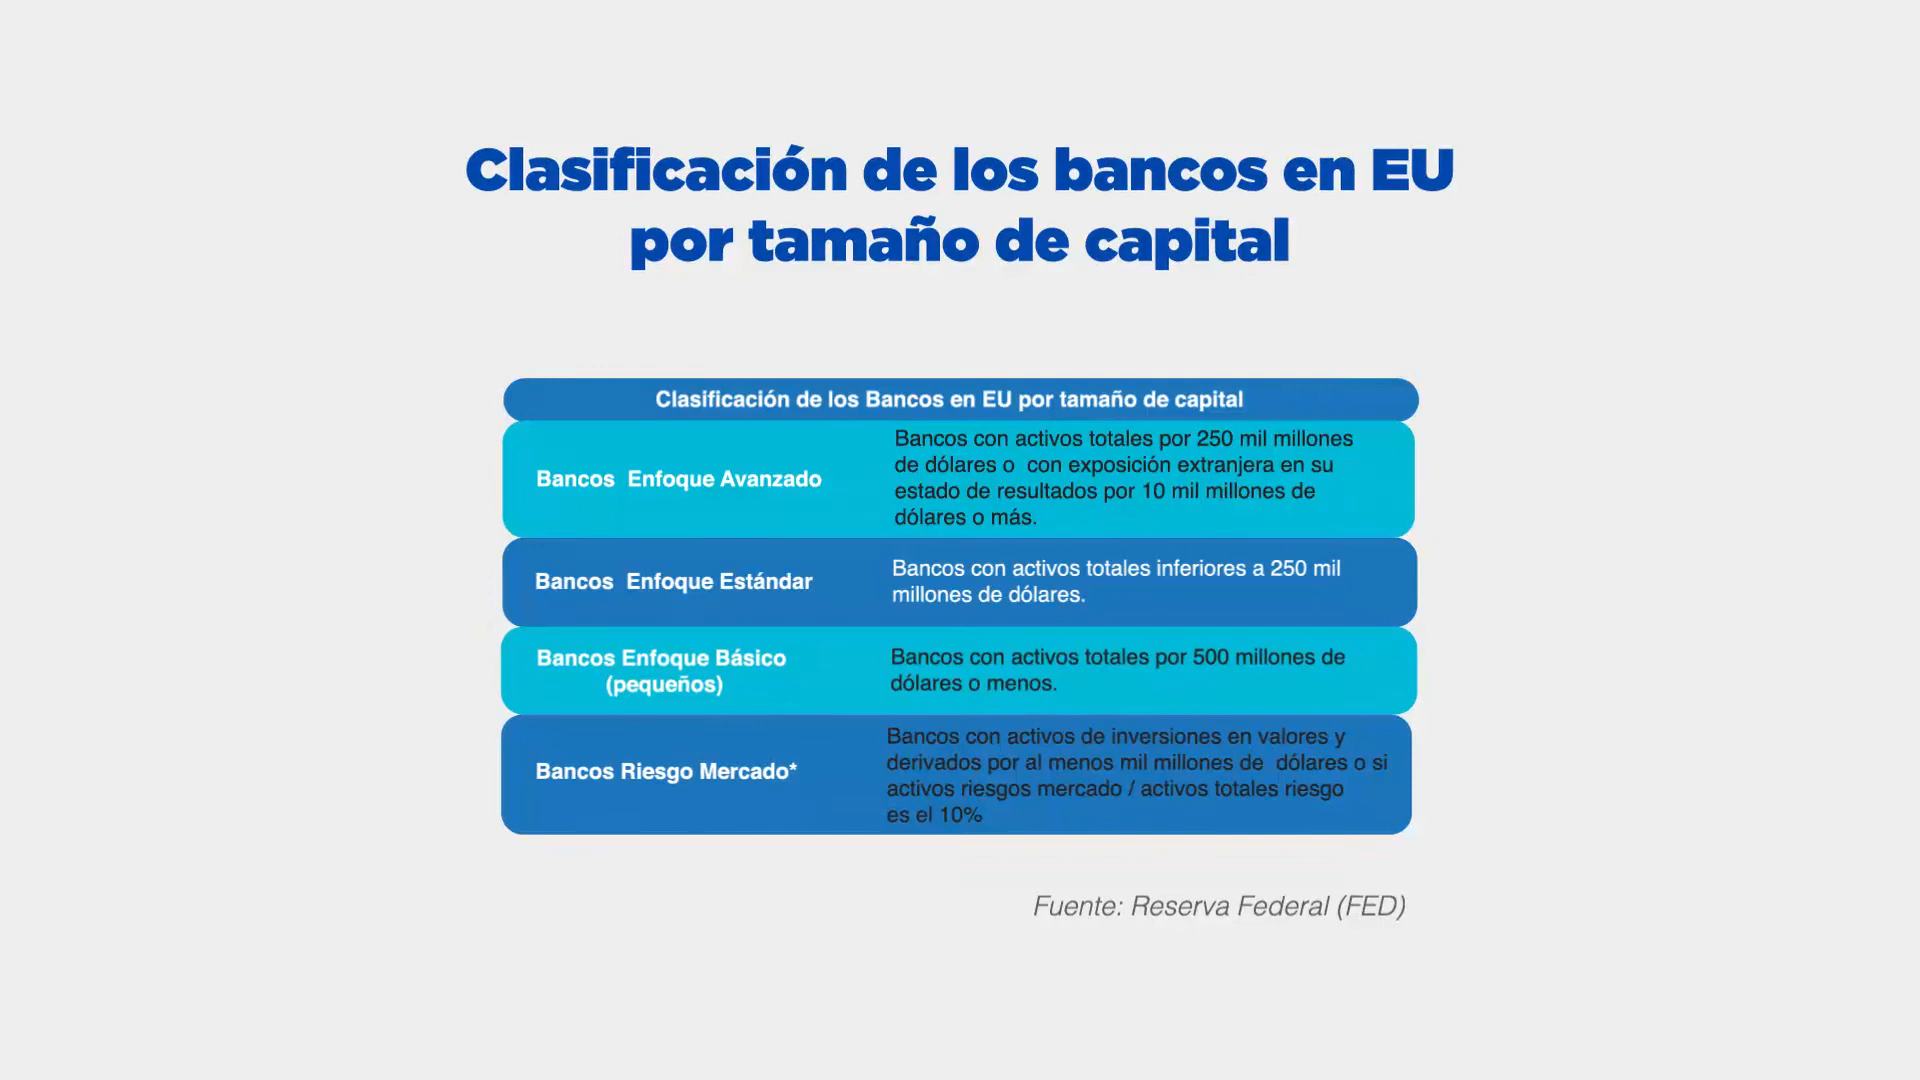 Clasificación de los bancos en EU
por tamaño de capital
Clasificación de los Bancos en EU por tamaño de capital
Bancos Enfoque Avanzado
Bancos con activos totales por 250 mil millones
de dólares o con exposición extranjera en su
estado de resultados por 10 mil millones de
dólares o más.
Bancos Enfoque Estándar
Bancos con activos totales inferiores a 250 mil
millones de dólares.
Bancos Enfoque Básico
(pequeños)
Bancos con activos totales por 500 millones de
dólares o menos.
Bancos Riesgo Mercado*
Bancos con activos de inversiones en valores y
derivados por al menos mil millones de dólares o si
activos riesgos mercado / activos totales riesgo
es el 10%
Fuente: Reserva Federal (FED)